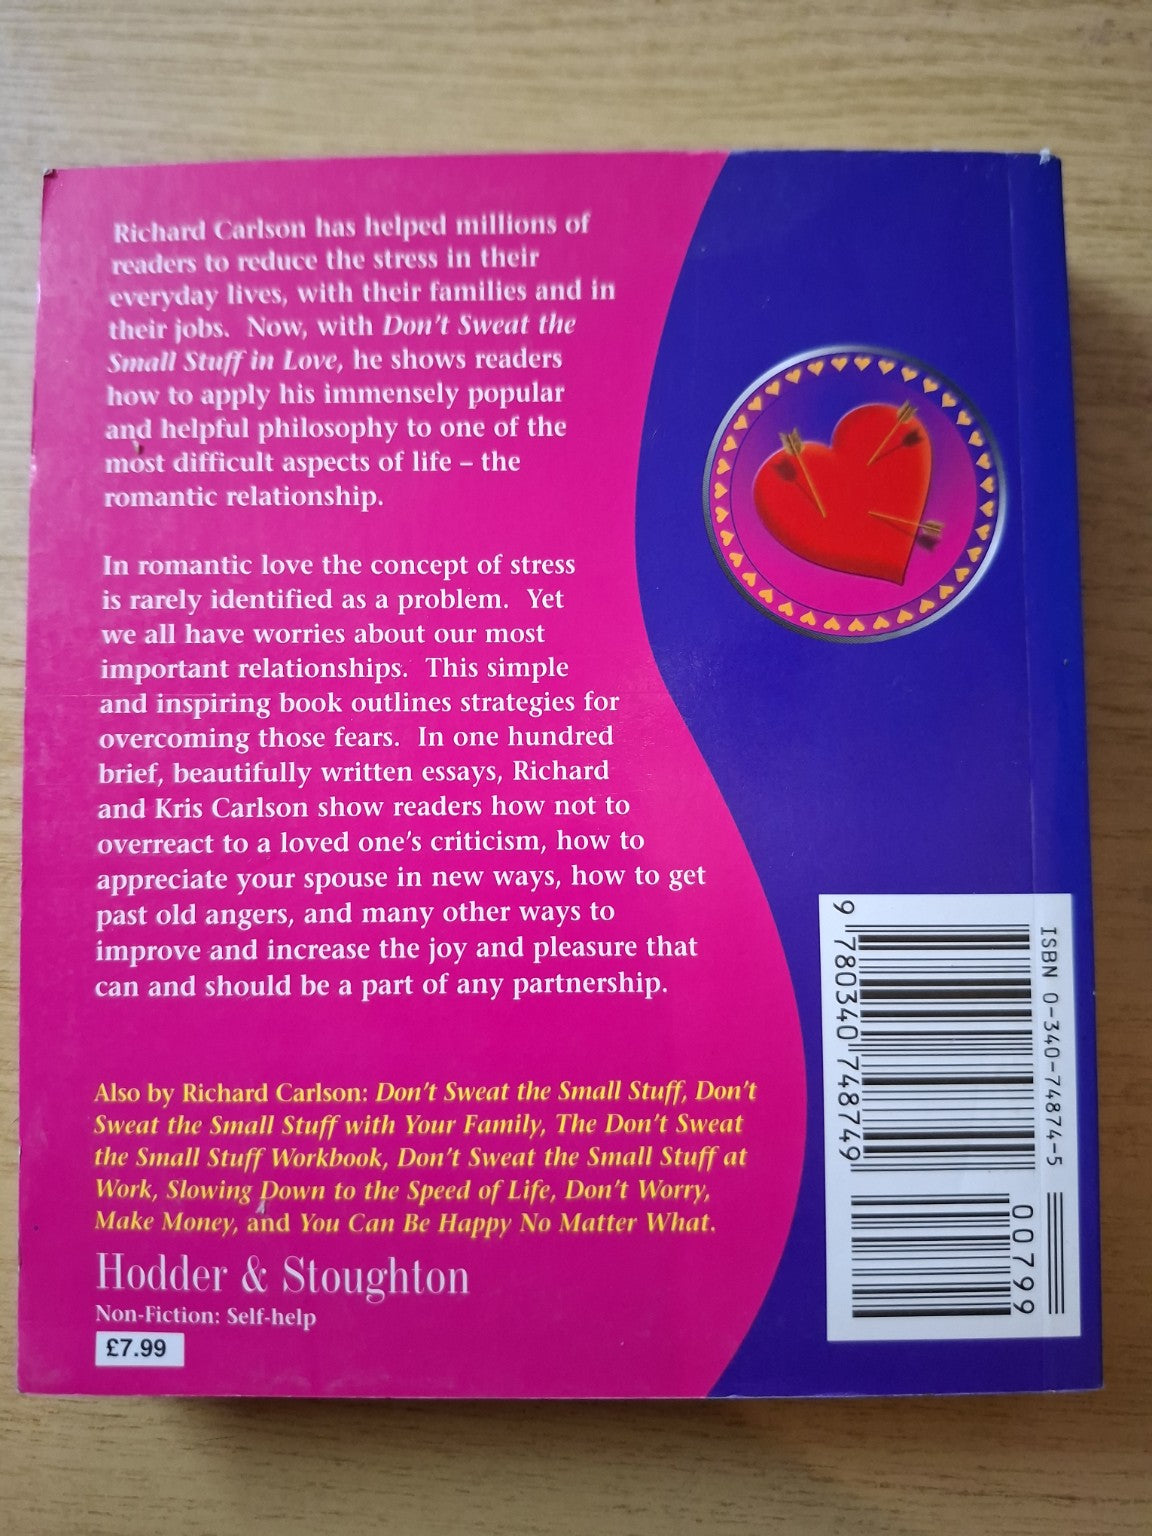 Richard Carlson has helped millions of
readers to reduce the stress in their
everyday lives, with their families and in
their jobs. Now, with Don't Sweat the
Small Stuff in Love, he shows readers
how to apply his immensely popular
and helpful philosophy to one of the
most difficult aspects of life – the
romantic relationship.
In romantic love the concept of stress
is rarely identified as a problem. Yet
we all have worries about our most
important relationships. This simple
and inspiring book outlines strategies for
overcoming those fears. In one hundred
brief, beautifully written essays, Richard
and Kris Carlson show readers how not to
overreact to a loved one's criticism, how to
appreciate your spouse in new ways, how to get
past old angers, and many other ways to
improve and increase the joy and pleasure that
can and should be a part of any partnership.
Also by Richard Carlson: Don't Sweat the Small Stuff, Don't
Sweat the Small Stuff with Your Family, The Don't Sweat
the Small Stuff Workbook, Don't Sweat the Small Stuff at
Work, Slowing Down to the Speed of Life, Don't Worry,
Make Money, and You Can Be Happy No Matter What.
Hodder & Stoughton
Non-Fiction: Self-help
£7.99
ISBN 0-340-74874-5
9 780340 748749
00799